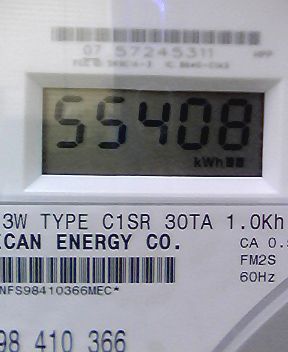 07 57245311
55408
kWh
3W TYPE C1SR 30TA 1.0Kh
ICAN ENERGY CO.
CA 0.5
FM2S
60Hz
NFS98410366MEC*
98 410 366